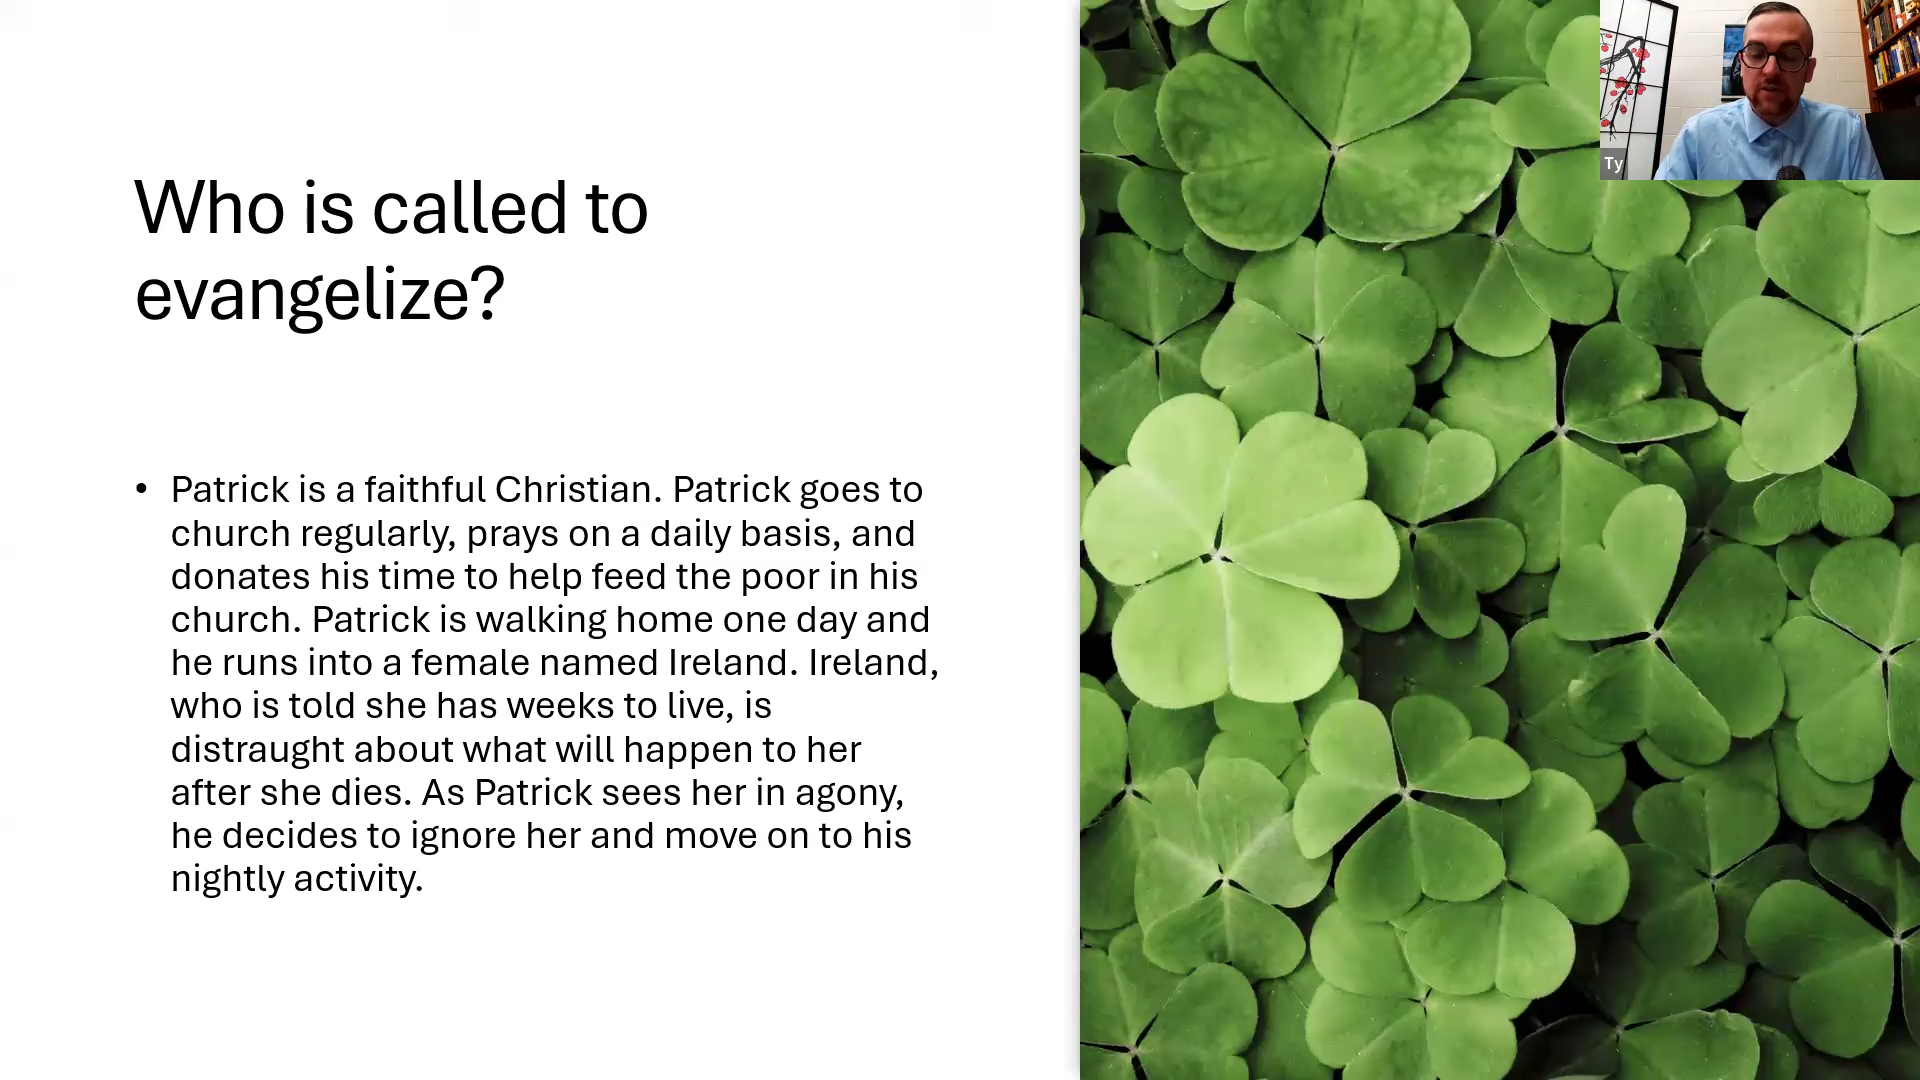 Who is called to
evangelize?
• Patrick is a faithful Christian. Patrick goes to
church regularly, prays on a daily basis, and
donates his time to help feed the poor in his
church. Patrick is walking home one day and
he runs into a female named Ireland. Ireland,
who is told she has weeks to live, is
distraught about what will happen to her
after she dies. As Patrick sees her in agony,
he decides to ignore her and move on to his
nightly activity.
Ty